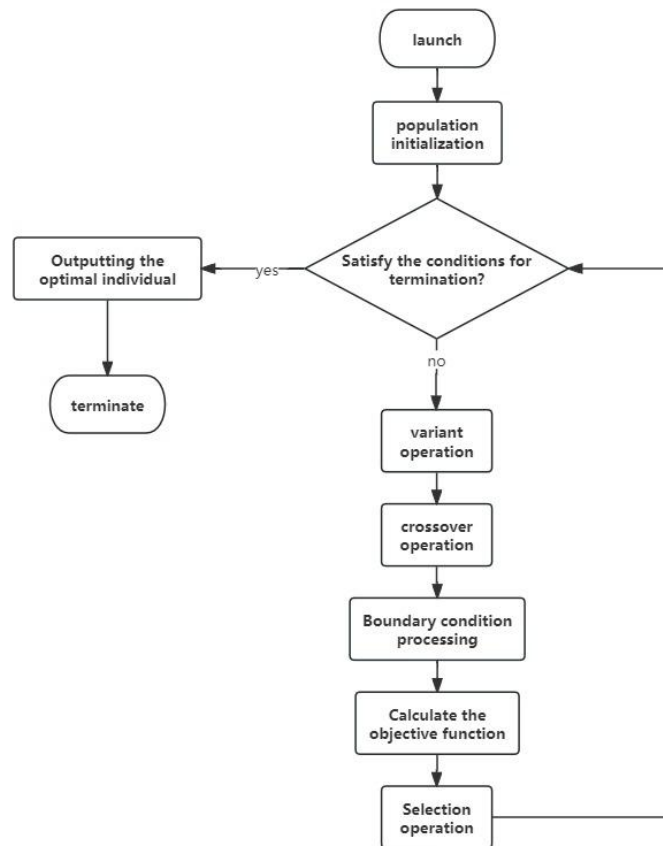 launch
population
initialization
Satisfy the conditions for
termination?
yes
Outputting the
optimal individual
terminate
no
variant
operation
crossover
operation
Boundary condition
processing
Calculate the
objective function
Selection
operation